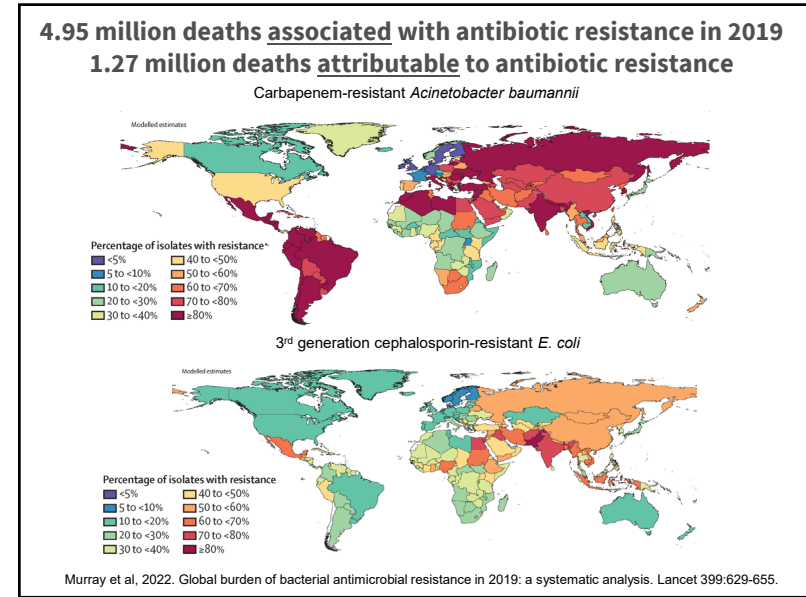 4.95 million deaths associated with antibiotic resistance in 2019
1.27 million deaths attributable to antibiotic resistance
Carbapenem-resistant Acinetobacter baumannii
Modelled estimates
Percentage of isolates with resistance*
<5%
5 to <10%
10 to <20%
20 to <30%
30 to <40%
40 to <50%
50 to <60%
60 to <70%
70 to <80%
≥80%
3rd generation cephalosporin-resistant E. coli
Modelled estimates
Percentage of isolates with resistance
<5%
5 to <10%
10 to <20%
20 to <30%
30 to <40%
40 to <50%
50 to <60%
60 to <70%
70 to <80%
≥80%
Murray et al, 2022. Global burden of bacterial antimicrobial resistance in 2019: a systematic analysis. Lancet 399:629-655.